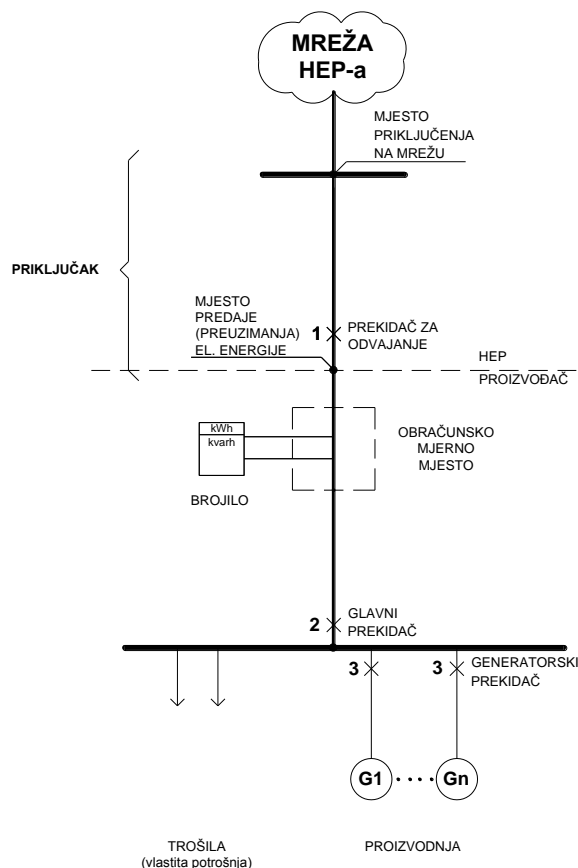 MREŽA
HEP-a
MJESTO
PRIKLJUČENJA
NA MREŽU
PRIKLJUČAK
MJESTO
PREDAJE
(PREUZIMANJA)
EL. ENERGIJE
1
PREKIDAČ ZA
ODVAJANJE
HEP
PROIZVOĐAČ
kWh
kvarh
BROJILO
OBRAČUNSKO
MJERNO
MJESTO
2
GLAVNI
PREKIDAČ
3
3
GENERATORSKI
PREKIDAČ
G1
Gn
TROŠILA
(vlastita potrošnja)
PROIZVODNJA